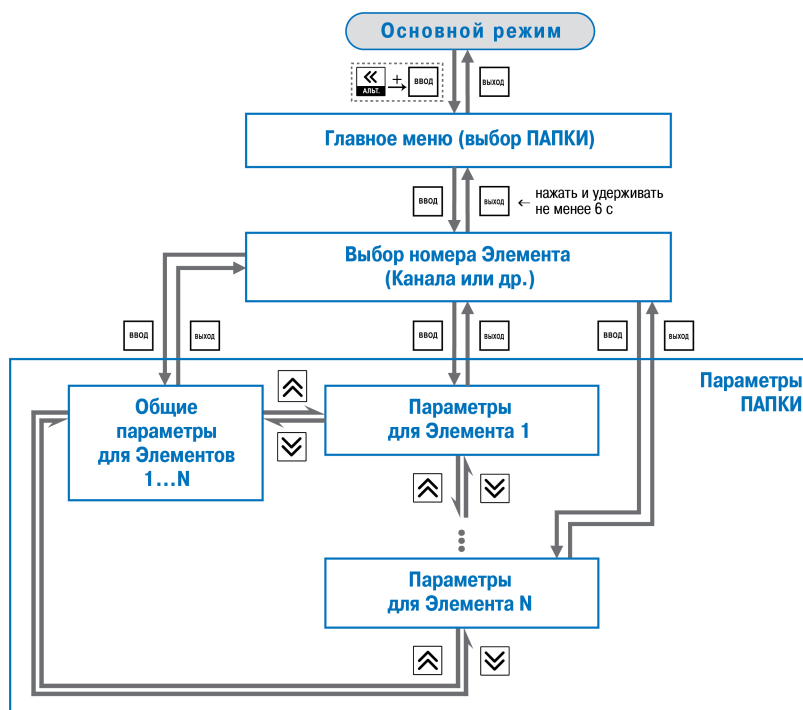 Основной режим
«
АЛЬТ.
+
ВВОД
ВЫХОД
Главное меню (выбор ПАПКИ)
ВВОД
ВЫХОД
← нажать и удерживать
не менее 6 с
Выбор номера Элемента
(Канала или др.)
ВВОД
ВЫХОД
ВВОД
ВЫХОД
ВВОД
ВЫХОД
Параметры
ПАПКИ
Общие
параметры
для Элементов
1...N
Параметры
для Элемента 1
Параметры
для Элемента N